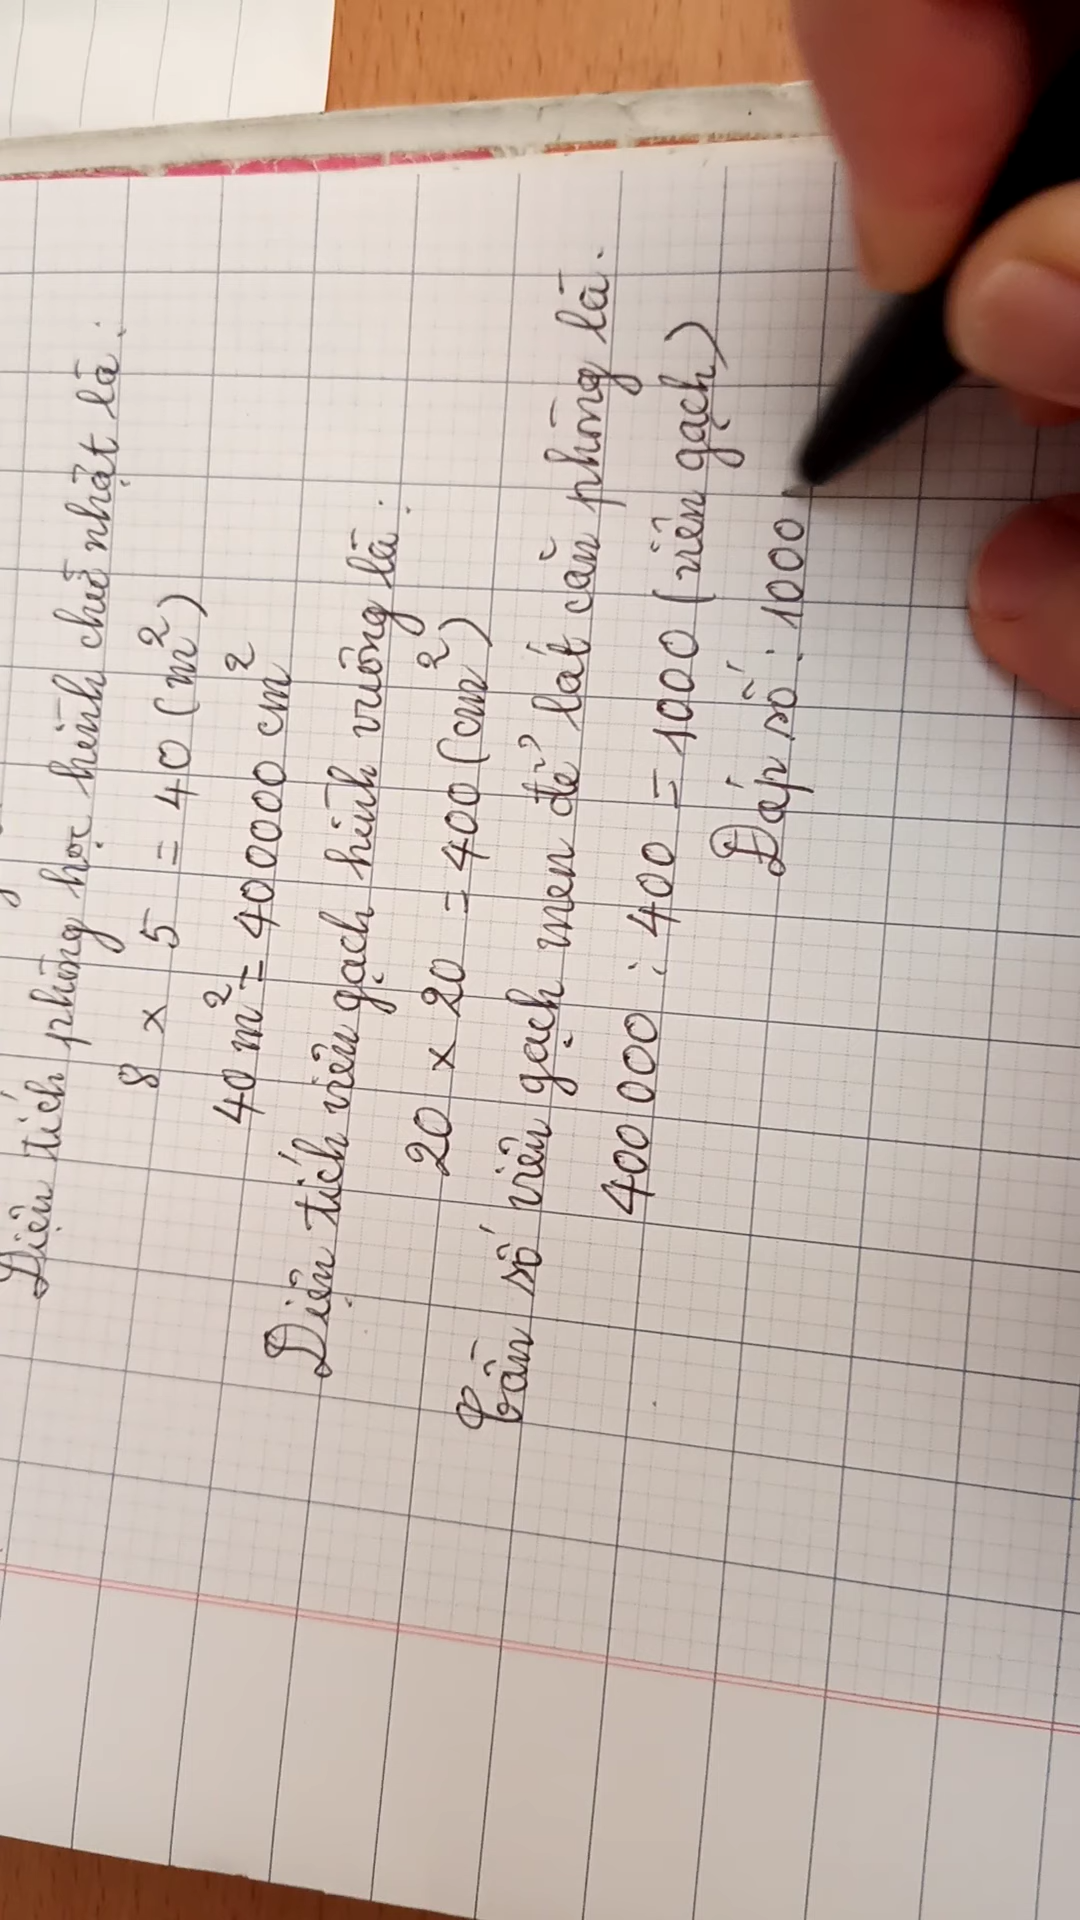 Diện tích phòng học hình chữ nhật là:
8 x 5 = 40 (m²)
40 m² = 400000 cm²
Diện tích viên gạch hình vuông là:
20 x 20 = 400 (cm²)
Cần số viên gạch men để lát căn phòng là.
400 000 : 400 = 1000 (viên gạch)
Đáp số: 1000